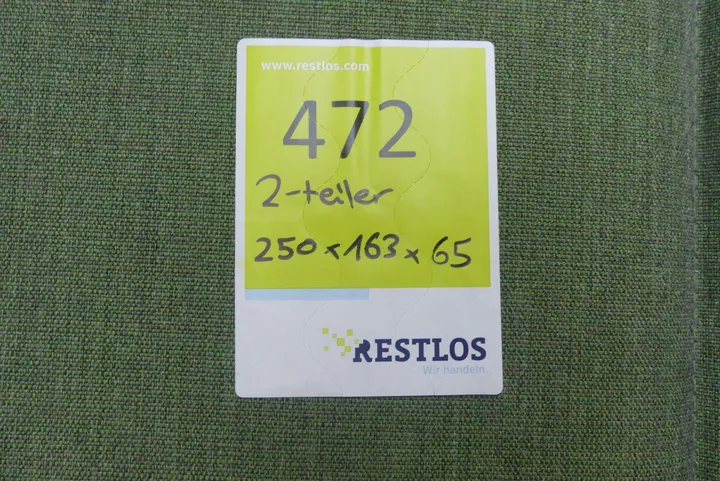 www.restlos.com
472
2-teiler
250 x 163 x 65
RESTLOS
Wir handeln.